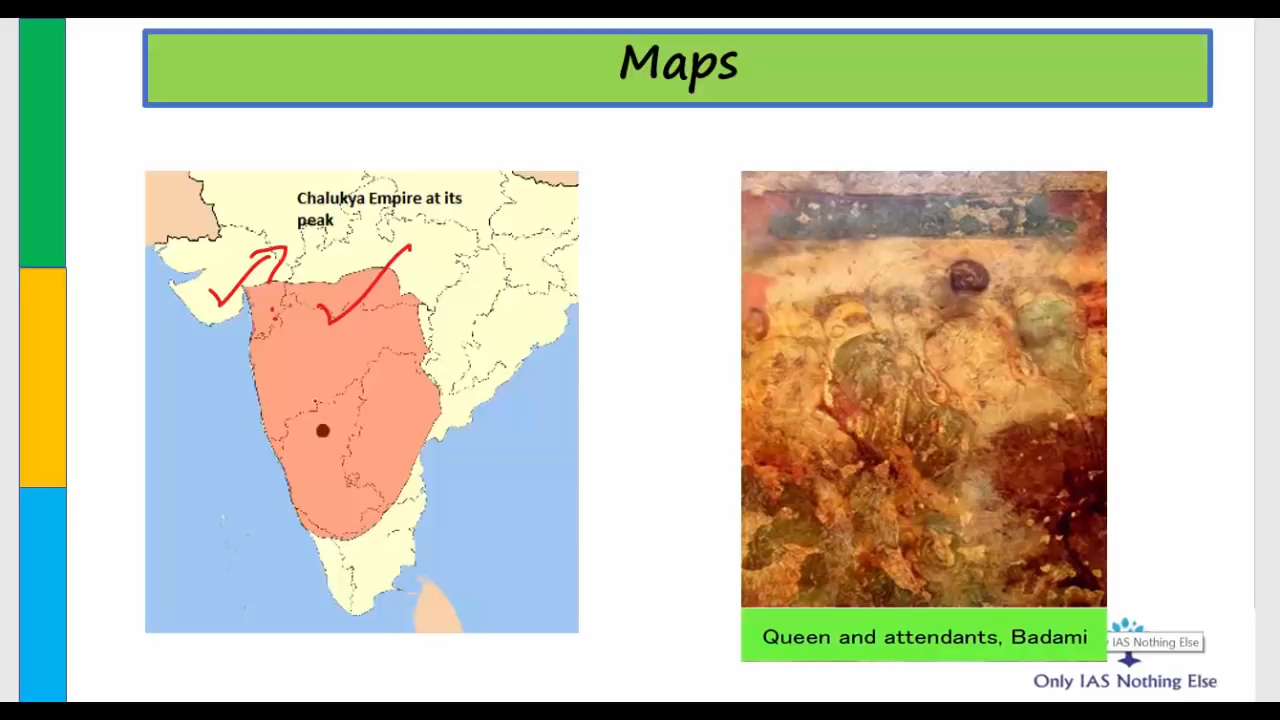 Maps
Chalukya Empire at its
peak
Queen and attendants, Badami
IAS Nothing Else
Only IAS Nothing Else